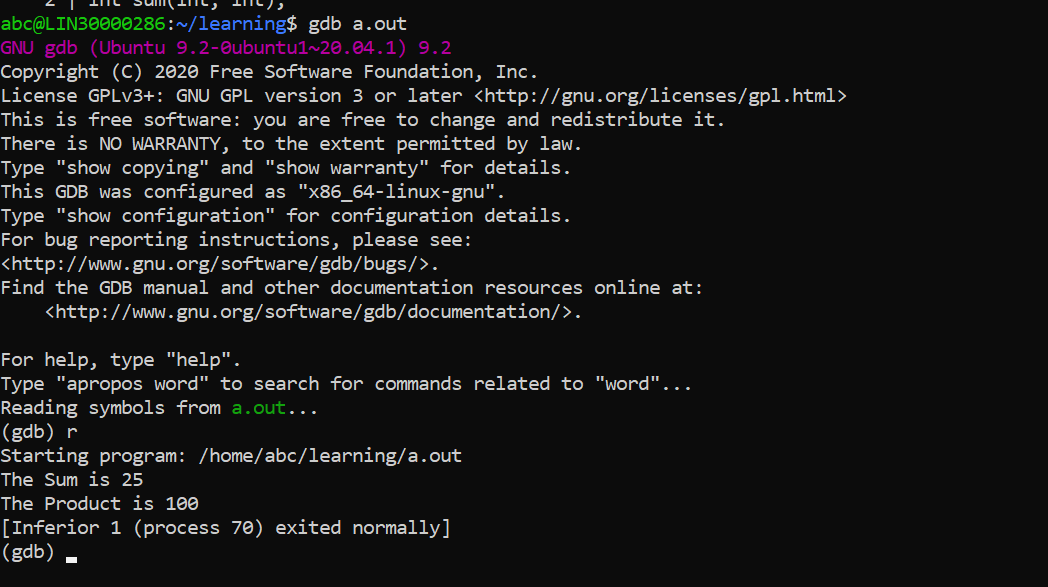 2 | int sum(int, int);
abc@LIN30000286:~/learning$ gdb a.out
GNU gdb (Ubuntu 9.2-0ubuntu1~20.04.1) 9.2
Copyright (C) 2020 Free Software Foundation, Inc.
License GPLv3+: GNU GPL version 3 or later <http://gnu.org/licenses/gpl.html>
This is free software: you are free to change and redistribute it.
There is NO WARRANTY, to the extent permitted by law.
Type "show copying" and "show warranty" for details.
This GDB was configured as "x86_64-linux-gnu".
Type "show configuration" for configuration details.
For bug reporting instructions, please see:
<http://www.gnu.org/software/gdb/bugs/>.
Find the GDB manual and other documentation resources online at:
    <http://www.gnu.org/software/gdb/documentation/>.

For help, type "help".
Type "apropos word" to search for commands related to "word"...
Reading symbols from a.out...
(gdb) r
Starting program: /home/abc/learning/a.out
The Sum is 25
The Product is 100
[Inferior 1 (process 70) exited normally]
(gdb)